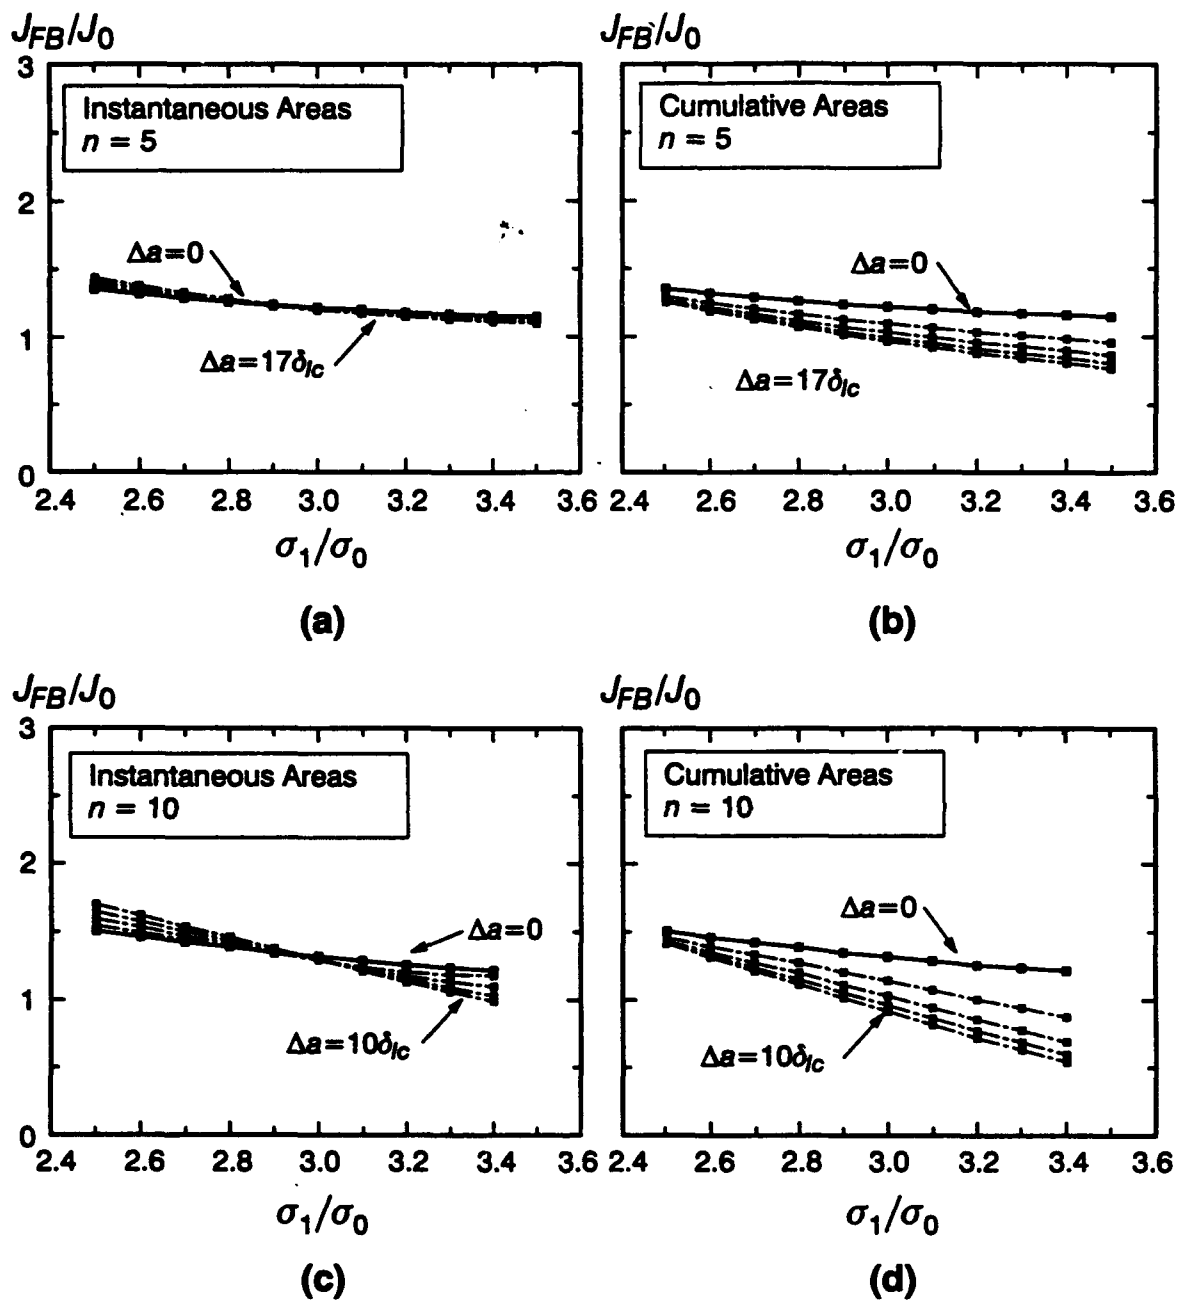 J_FB/J_0
3
Instantaneous Areas
n = 5
2
Δa=0
1
Δa=17δ_Ic
0
2.4 2.6 2.8 3.0 3.2 3.4 3.6
σ_1/σ_0
(a)
J_FB/J_0
Cumulative Areas
n = 5
Δa=0
Δa=17δ_Ic
2.4 2.6 2.8 3.0 3.2 3.4 3.6
σ_1/σ_0
(b)
J_FB/J_0
3
Instantaneous Areas
n = 10
2
Δa=0
1
Δa=10δ_Ic
0
2.4 2.6 2.8 3.0 3.2 3.4 3.6
σ_1/σ_0
(c)
J_FB/J_0
Cumulative Areas
n = 10
Δa=0
Δa=10δ_Ic
2.4 2.6 2.8 3.0 3.2 3.4 3.6
σ_1/σ_0
(d)